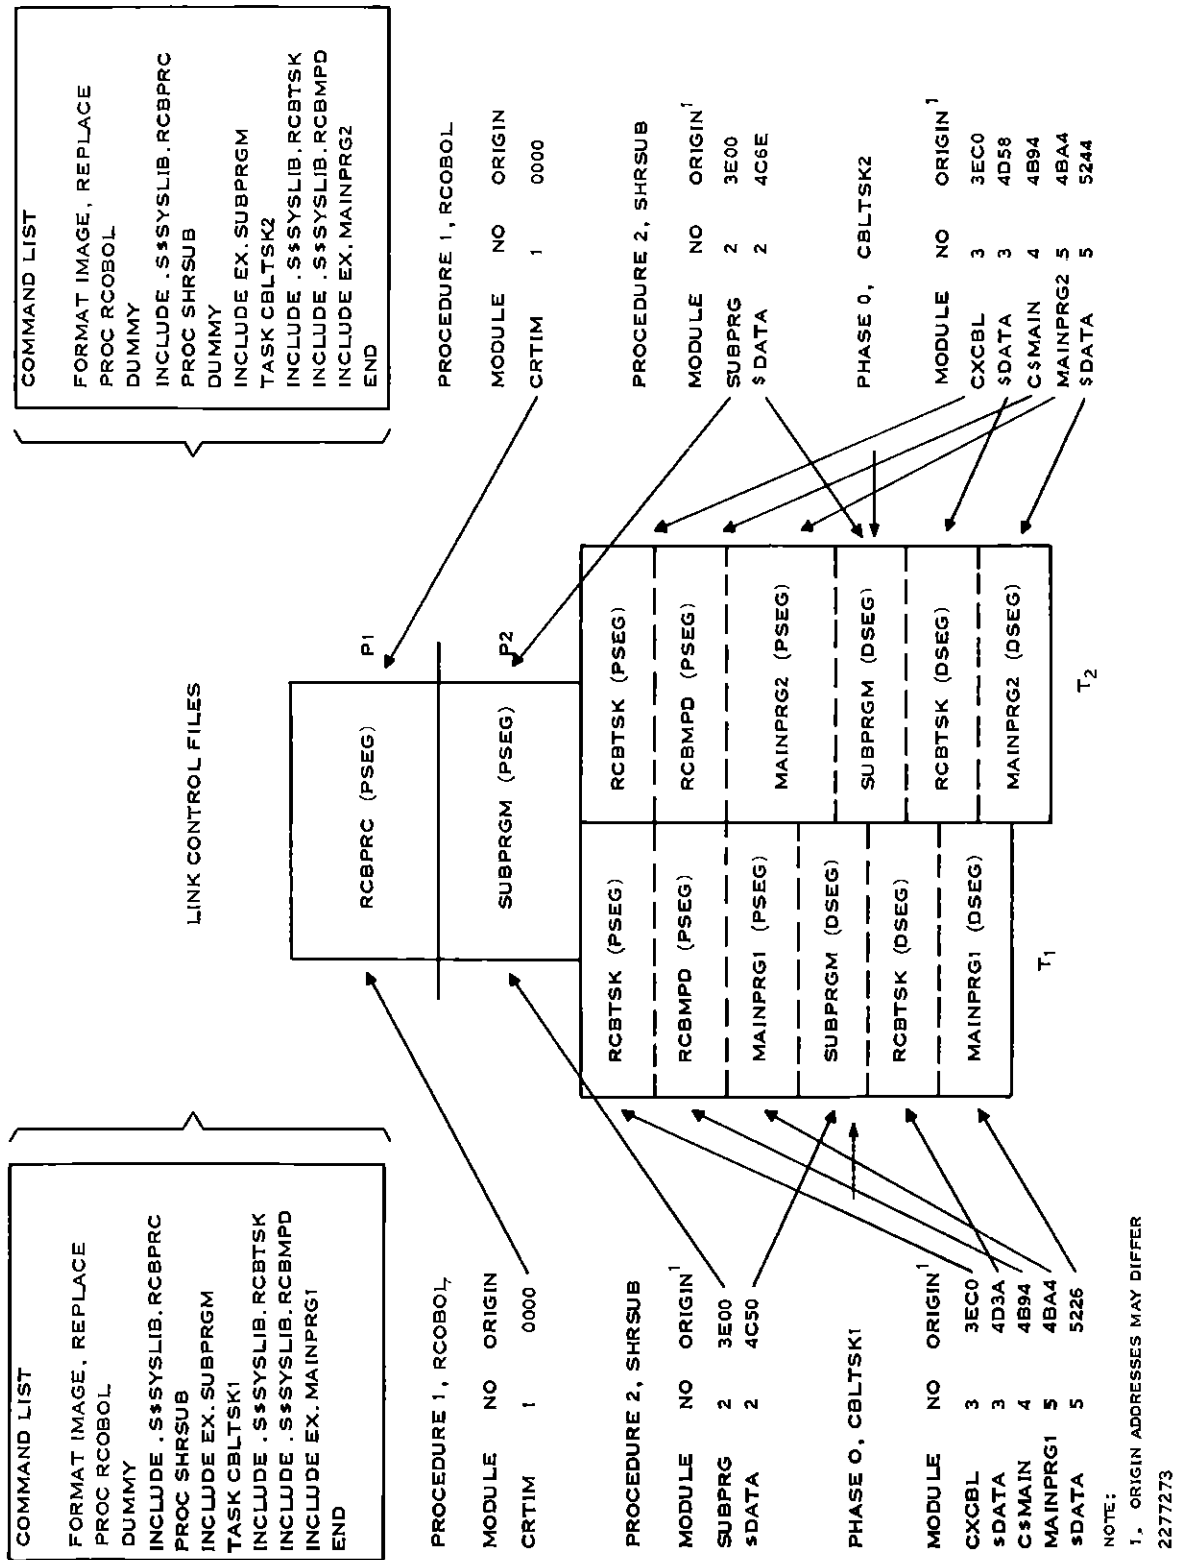 LINK CONTROL FILES
COMMAND LIST
FORMAT IMAGE, REPLACE
PROC RCOBOL
DUMMY
INCLUDE .S$SYSLIB.RCBPRC
PROC SHRSUB
INCLUDE EX.SUBPRGM
TASK CBLTSK1
INCLUDE .S$SYSLIB.RCBTSK
INCLUDE .S$SYSLIB.RCBMPD
INCLUDE EX.MAINPRG1
END
COMMAND LIST
FORMAT IMAGE, REPLACE
PROC RCOBOL
DUMMY
INCLUDE .S$SYSLIB.RCBPRC
PROC SHRSUB
DUMMY
INCLUDE EX.SUBPRGM
TASK CBLTSK2
INCLUDE .S$SYSLIB.RCBTSK
INCLUDE .S$SYSLIB.RCBMPD
INCLUDE EX.MAINPRG2
END
PROCEDURE 1, RCOBOL
MODULE NO ORIGIN
CRTIM 1 0000
PROCEDURE 2, SHRSUB
MODULE NO ORIGIN1
SUBPRG 2 3E00
$DATA 2 4C50
PHASE 0, CBLTSK1
MODULE NO ORIGIN1
CXCBL 3 3EC0
$DATA 3 4D3A
C$MAIN 4 4B94
MAINPRG1 5 4BA4
$DATA 5 5226
RCBPRC (PSEG)
P1
SUBPRGM (PSEG)
P2
RCBTSK (PSEG)
RCBMPD (PSEG)
MAINPRG1 (PSEG)
SUBPRGM (DSEG)
RCBTSK (DSEG)
MAINPRG1 (DSEG)
T1
RCBTSK (PSEG)
RCBMPD (PSEG)
MAINPRG2 (PSEG)
SUBPRGM (DSEG)
RCBTSK (DSEG)
MAINPRG2 (DSEG)
T2
PROCEDURE 1, RCOBOL
MODULE NO ORIGIN
CRTIM 1 0000
PROCEDURE 2, SHRSUB
MODULE NO ORIGIN1
SUBPRG 2 3E00
$DATA 2 4C6E
PHASE 0, CBLTSK2
MODULE NO ORIGIN1
CXCBL 3 3EC0
$DATA 3 4D58
C$MAIN 4 4B94
MAINPRG2 5 4BA4
$DATA 5 5244
NOTE:
1. ORIGIN ADDRESSES MAY DIFFER
2277273